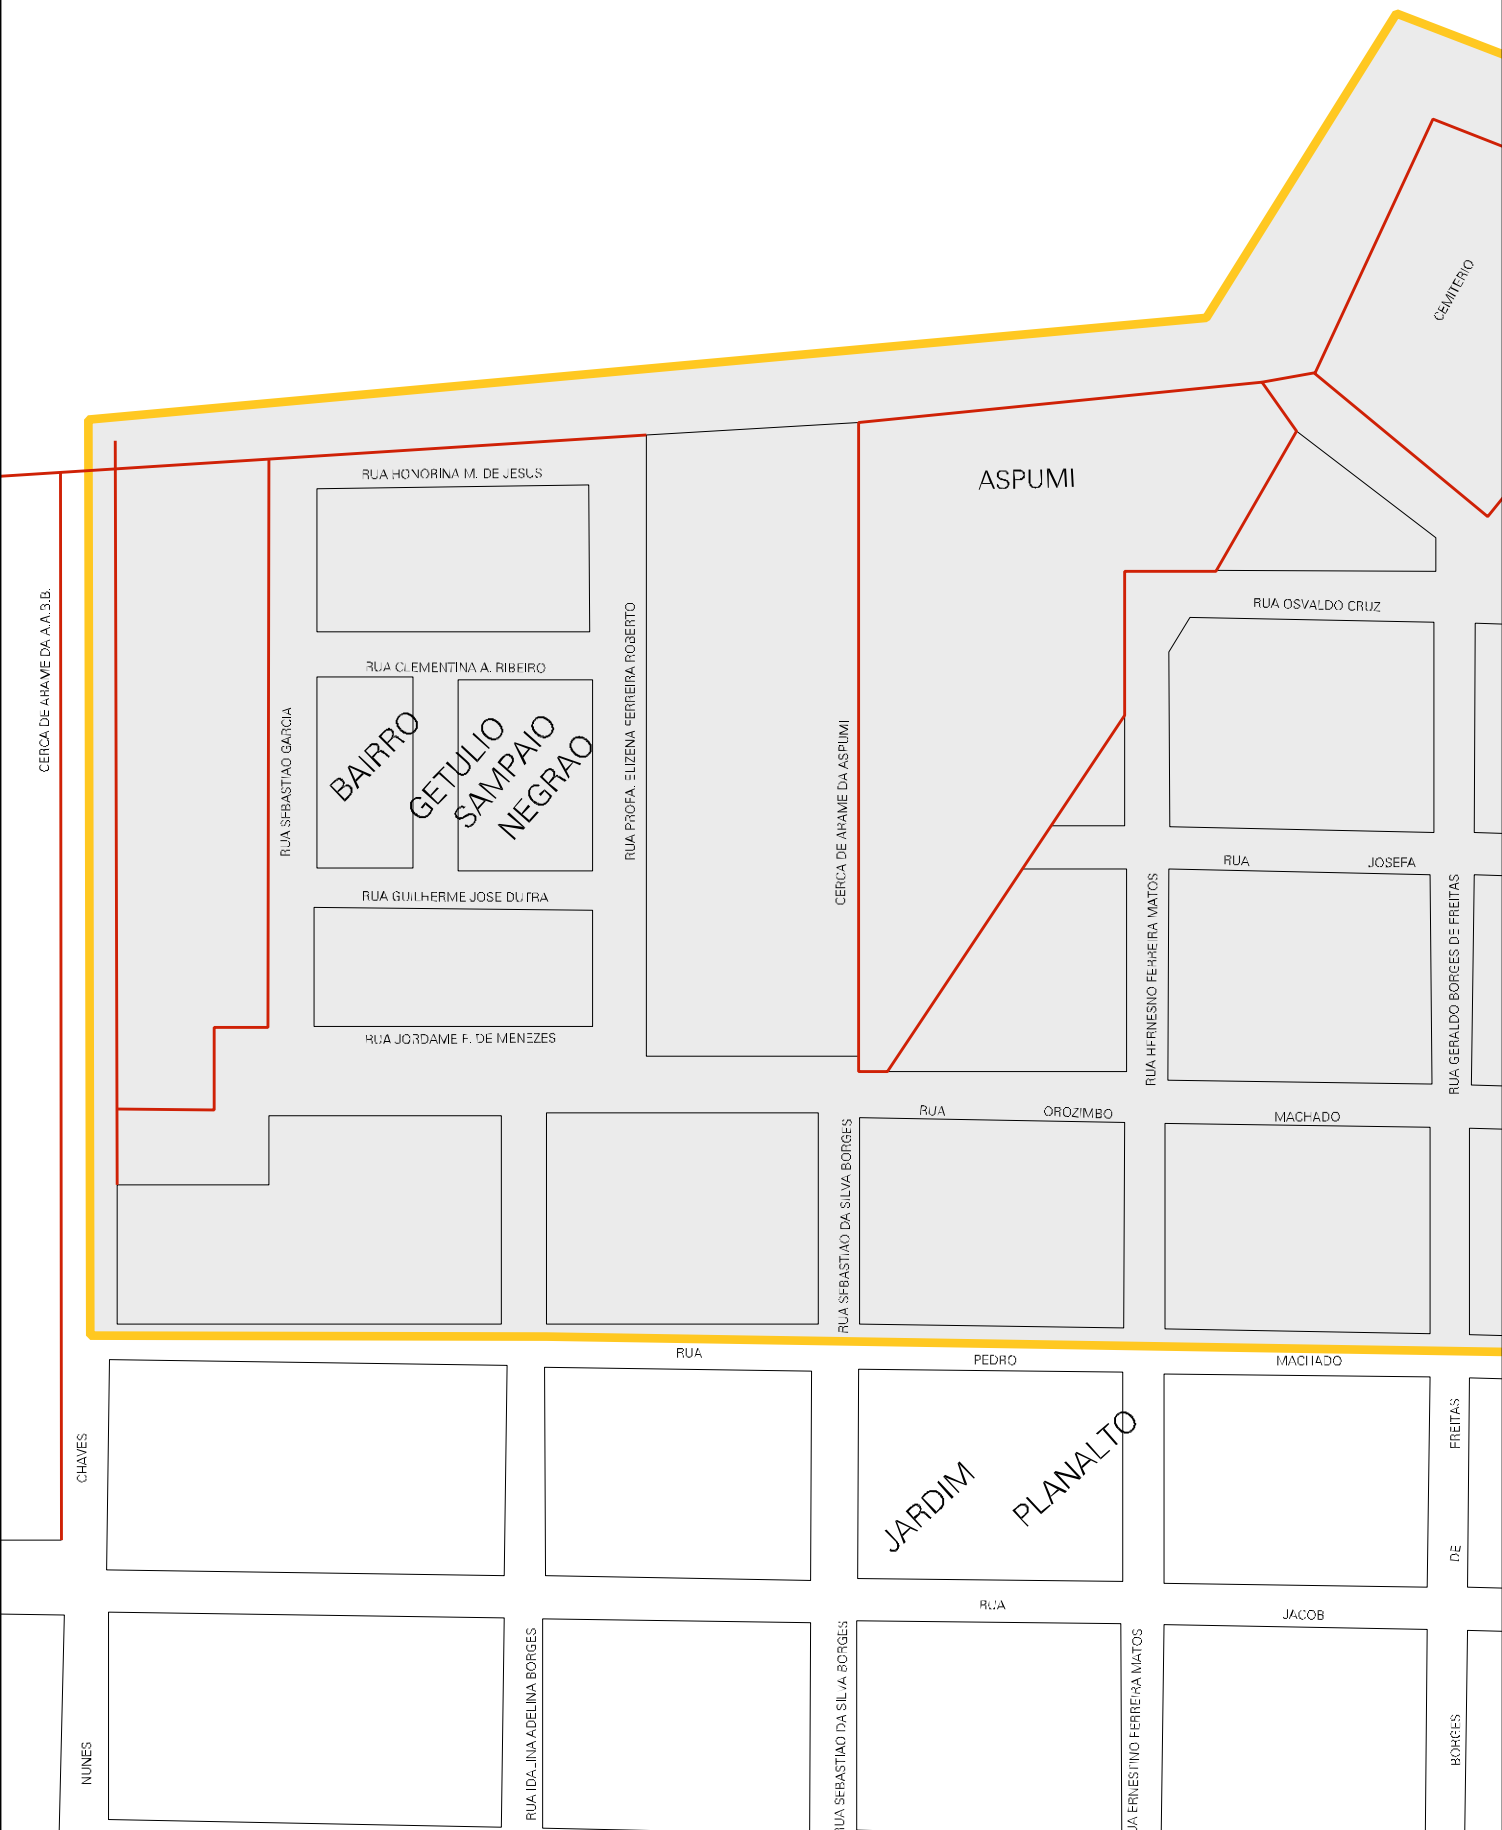 CEMITERIO
RUA HONORINA M. DE JESUS
ASPUMI
CERCA DE ARAME DA A.A.B.B.
RUA OSVALDO CRUZ
RUA CLEMENTINA A. RIBEIRO
RUA PROFA. ELIZENA FERREIRA ROBERTO
RUA SEBASTIAO GARCIA
BAIRRO
GETULIO
SAMPAIO
NEGRAO
CERCA DE ARAME DA ASPUMI
RUA JOSEFA
RUA GUILHERME JOSE DUTRA
RUA HERNESNO FERREIRA MATOS
RUA GERALDO BORGES DE FREITAS
RUA JORDAME F. DE MENEZES
RUA OROZIMBO MACHADO
RUA SEBASTIAO DA SILVA BORGES
RUA PEDRO MACHADO
CHAVES
JARDIM
PLANALTO
FREITAS
DE
RUA JACOB
NUNES
RUA IDALINA ADELINA BORGES
RUA SEBASTIAO DA SILVA BORGES
UA ERNESTINO FERREIRA MATOS
BORGES